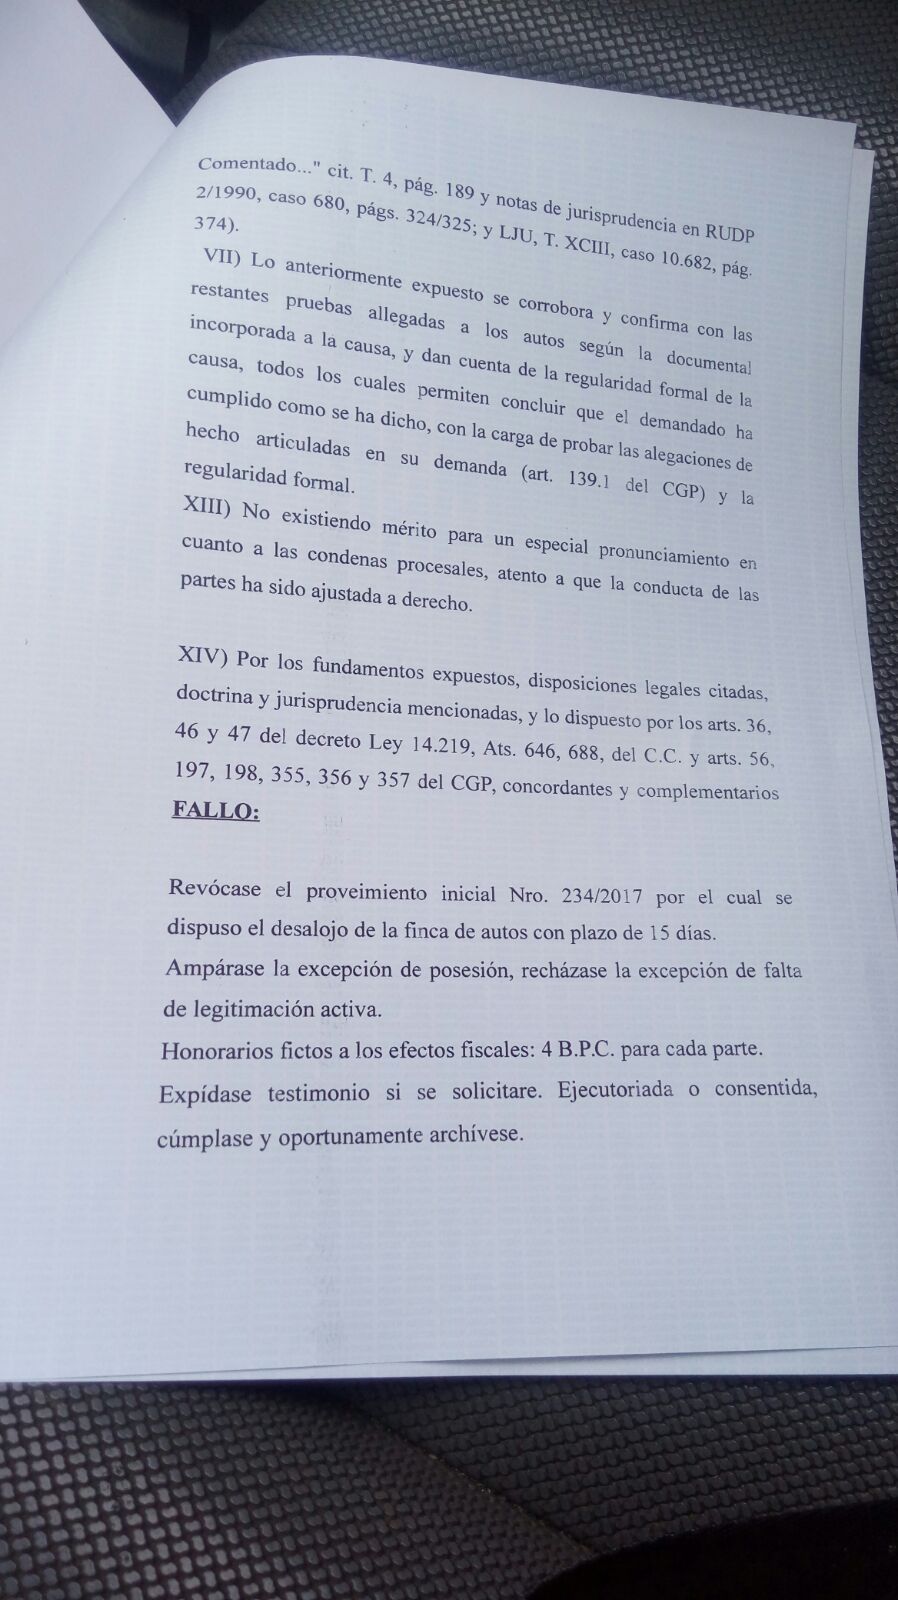 Comentado..." cit. T. 4, pág. 189 y notas de jurisprudencia en RUDP
2/1990, caso 680, págs. 324/325; y LJU, T. XCIII, caso 10.682, pág.
374).
VII) Lo anteriormente expuesto se corrobora y confirma con las
restantes pruebas allegadas a los autos según la documental
incorporada a la causa, y dan cuenta de la regularidad formal de la
causa, todos los cuales permiten concluir que el demandado ha
cumplido como se ha dicho, con la carga de probar las alegaciones de
hecho articuladas en su demanda (art. 139.1 del CGP) y la
regularidad formal.
XIII) No existiendo mérito para un especial pronunciamiento en
cuanto a las condenas procesales, atento a que la conducta de las
partes ha sido ajustada a derecho.
XIV) Por los fundamentos expuestos, disposiciones legales citadas,
doctrina y jurisprudencia mencionadas, y lo dispuesto por los arts. 36,
46 y 47 del decreto Ley 14.219, Ats. 646, 688, del C.C. y arts. 56,
197, 198, 355, 356 y 357 del CGP, concordantes y complementarios
FALLO:
Revócase el proveimiento inicial Nro. 234/2017 por el cual se
dispuso el desalojo de la finca de autos con plazo de 15 días.
Ampárase la excepción de posesión, recházase la excepción de falta
de legitimación activa.
Honorarios fictos a los efectos fiscales: 4 B.P.C. para cada parte.
Expídase testimonio si se solicitare. Ejecutoriada o consentida,
cúmplase y oportunamente archívese.